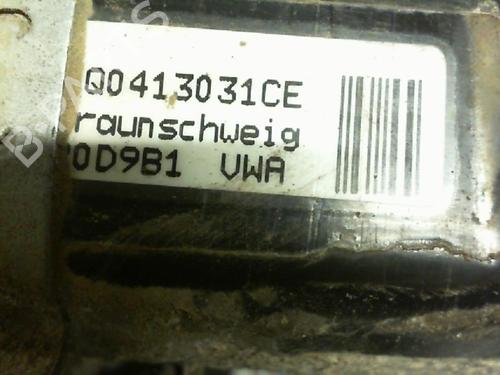 Q0413031CE
raunschweig
0D9B1 VWA